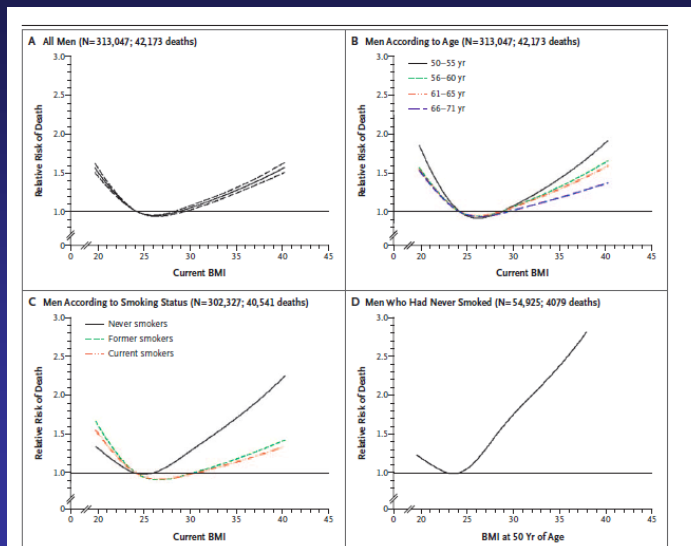 A All Men (N=313,047; 42,173 deaths)
3.0
2.5
2.0
1.5
1.0
0
Relative Risk of Death
0 20 25 30 35 40 45
Current BMI
B Men According to Age (N=313,047; 42,173 deaths)
3.0
2.5
2.0
1.5
1.0
0
Relative Risk of Death
50–55 yr
56–60 yr
61–65 yr
66–71 yr
0 20 25 30 35 40 45
Current BMI
C Men According to Smoking Status (N=302,327; 40,541 deaths)
3.0
2.5
2.0
1.5
1.0
0
Relative Risk of Death
Never smokers
Former smokers
Current smokers
0 20 25 30 35 40 45
Current BMI
D Men Who Had Never Smoked (N=54,925; 4079 deaths)
3.0
2.5
2.0
1.5
1.0
0
Relative Risk of Death
0 20 25 30 35 40 45
BMI at 50 Yr of Age